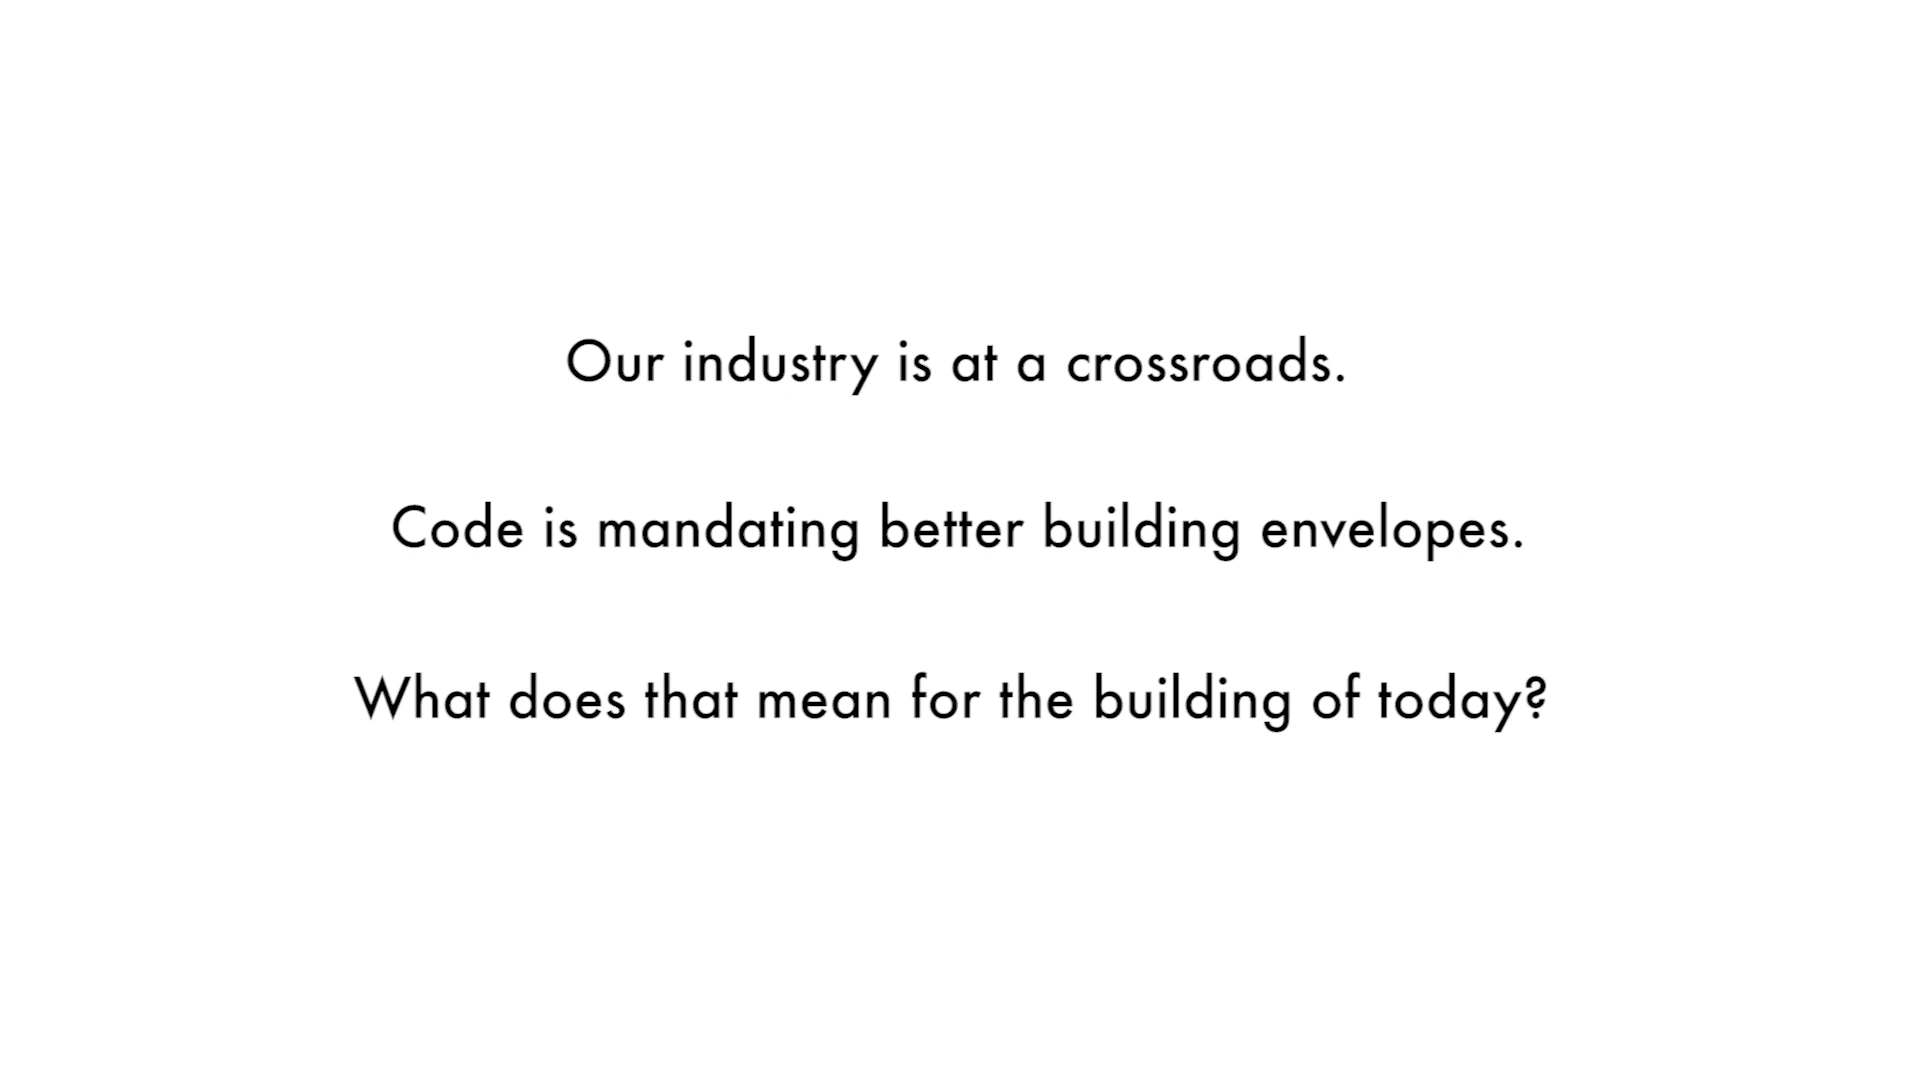 Our industry is at a crossroads.
Code is mandating better building envelopes.
What does that mean for the building of today?